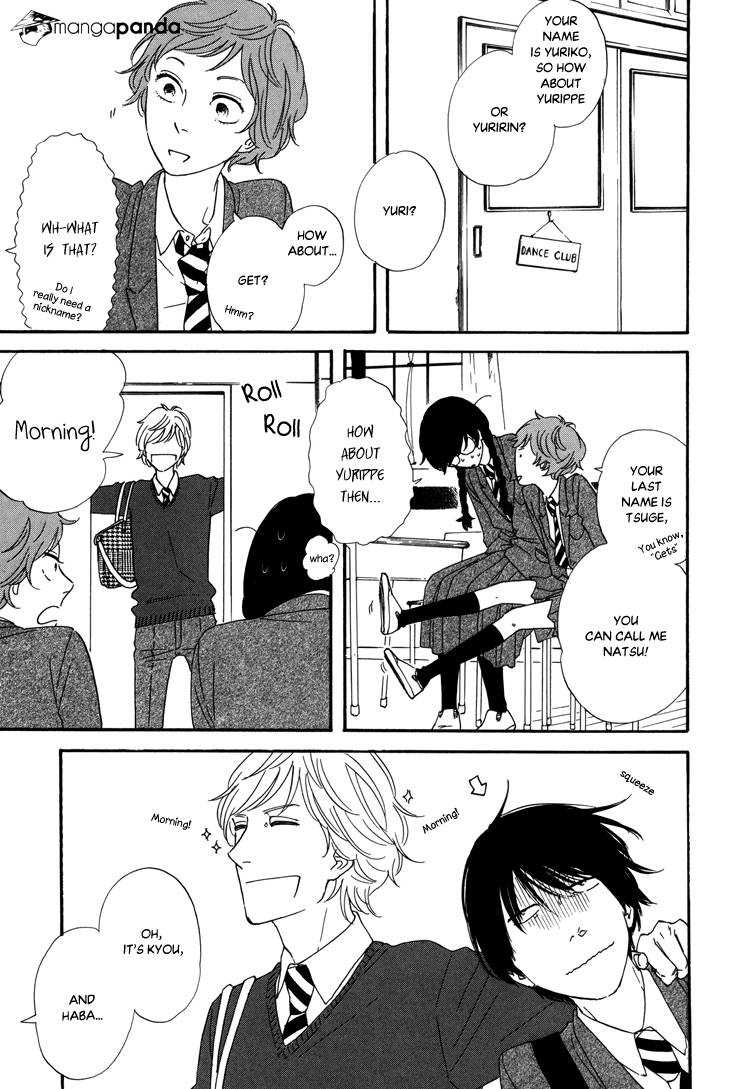 mangapanda
YOUR
NAME
IS YURIKO,
SO HOW
ABOUT
YURIPPE
OR
YURIRIN?
YURI?
DANCE CLUB
HOW
ABOUT...
GET?
Hmm?
WH-WHAT
IS THAT?
Do I
really need a
nickname?
YOUR
LAST
NAME IS
TSUGE,
You know,
"Gets"
YOU
CAN CALL ME
NATSU!
HOW
ABOUT
YURIPPE
THEN...
Roll
Roll
Morning!
wha?
squeeze
Morning!
Morning!
OH,
IT'S KYOU,
AND
HABA...